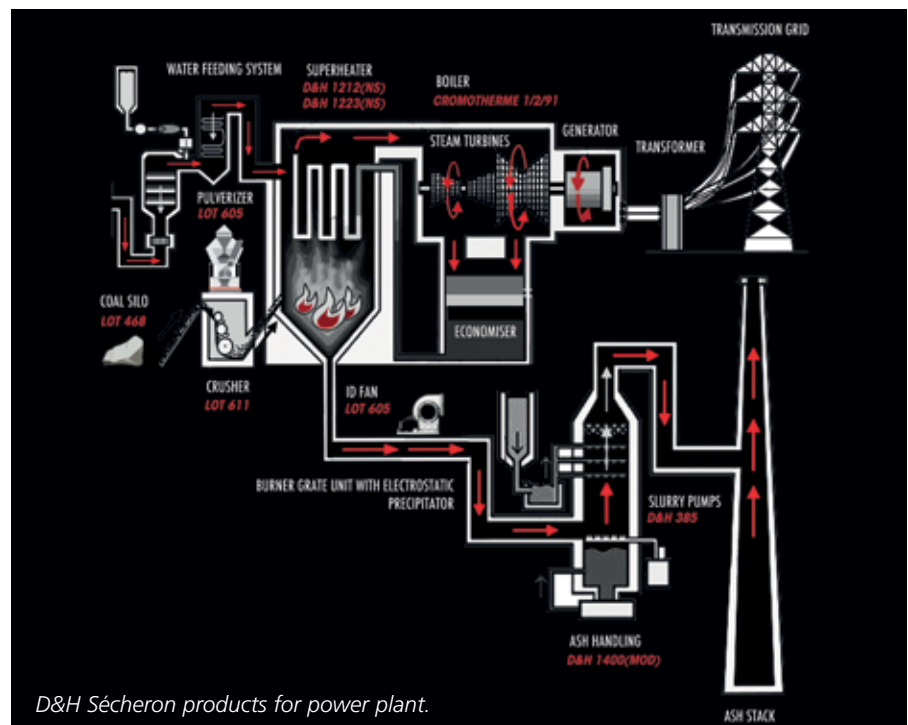 TRANSMISSION GRID
WATER FEEDING SYSTEM
SUPERHEATER
D&H 1212(NS)
D&H 1223(NS)
BOILER
CROMOTHERME 1/2/91
STEAM TURBINES
GENERATOR
TRANSFORMER
PULVERIZER
LOT 605
COAL SILO
LOT 468
CRUSHER
LOT 611
ECONOMISER
ID FAN
LOT 605
BURNER GRATE UNIT WITH ELECTROSTATIC
PRECIPITATOR
SLURRY PUMPS
D&H 385
ASH HANDLING
D&H 1400(MOD)
ASH STACK
D&H Sécheron products for power plant.